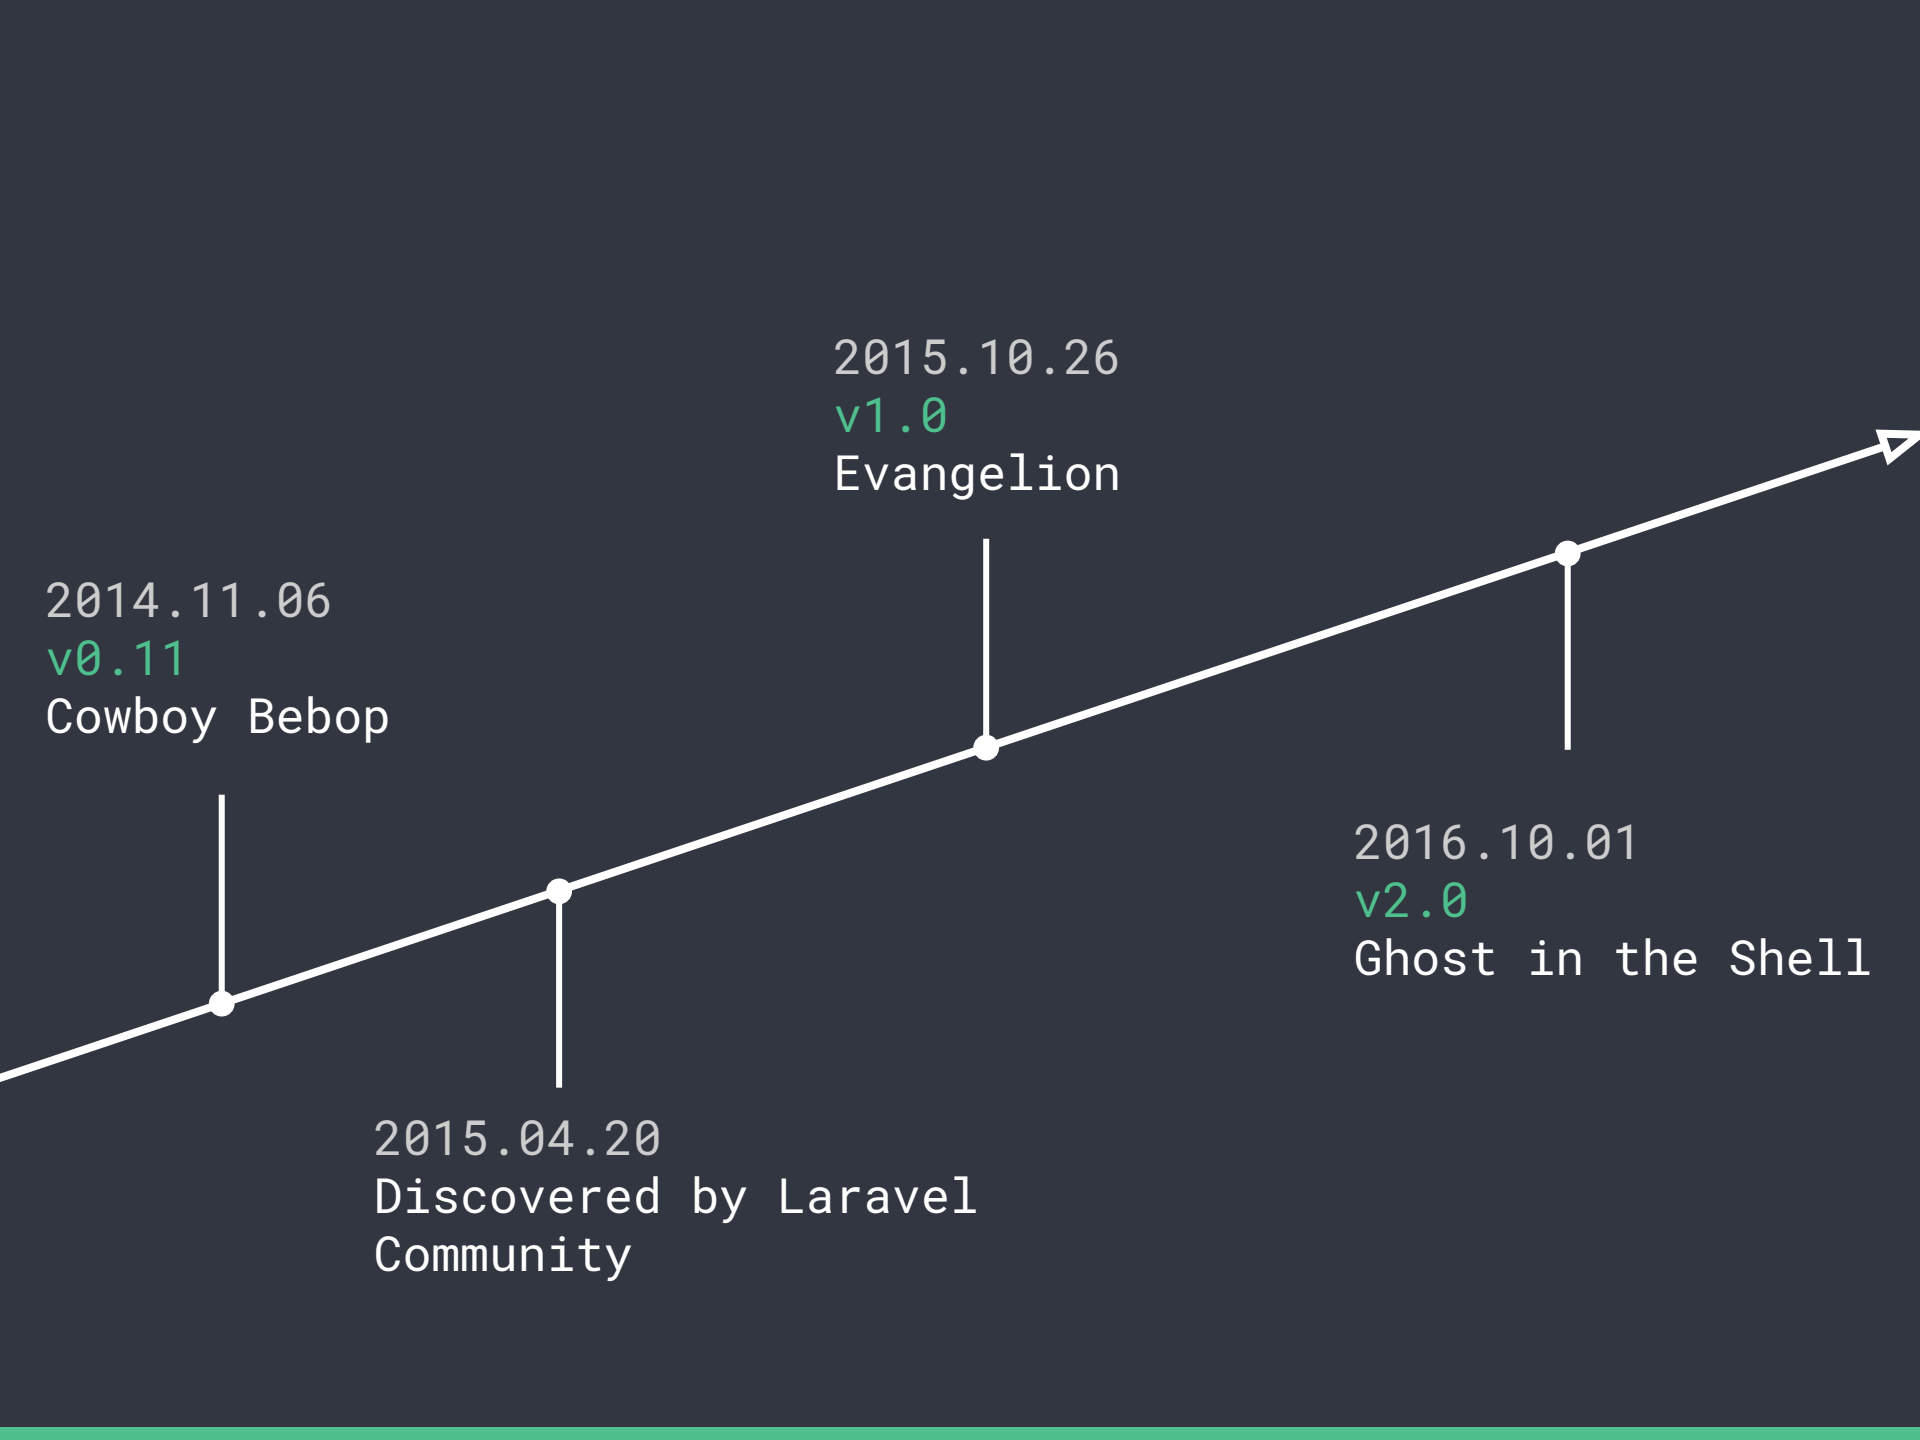 2014.11.06
v0.11
Cowboy Bebop
2015.04.20
Discovered by Laravel
Community
2015.10.26
v1.0
Evangelion
2016.10.01
v2.0
Ghost in the Shell